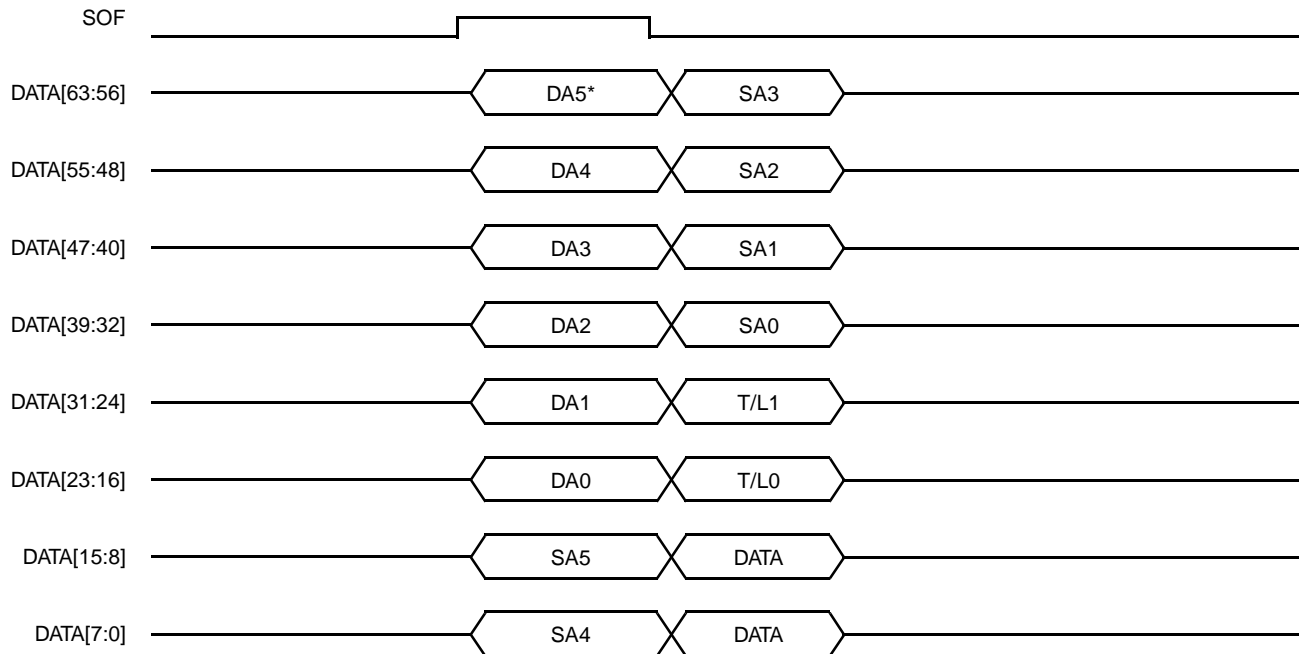 SOF
DATA[63:56] DA5* SA3
DATA[55:48] DA4 SA2
DATA[47:40] DA3 SA1
DATA[39:32] DA2 SA0
DATA[31:24] DA1 T/L1
DATA[23:16] DA0 T/L0
DATA[15:8] SA5 DATA
DATA[7:0] SA4 DATA